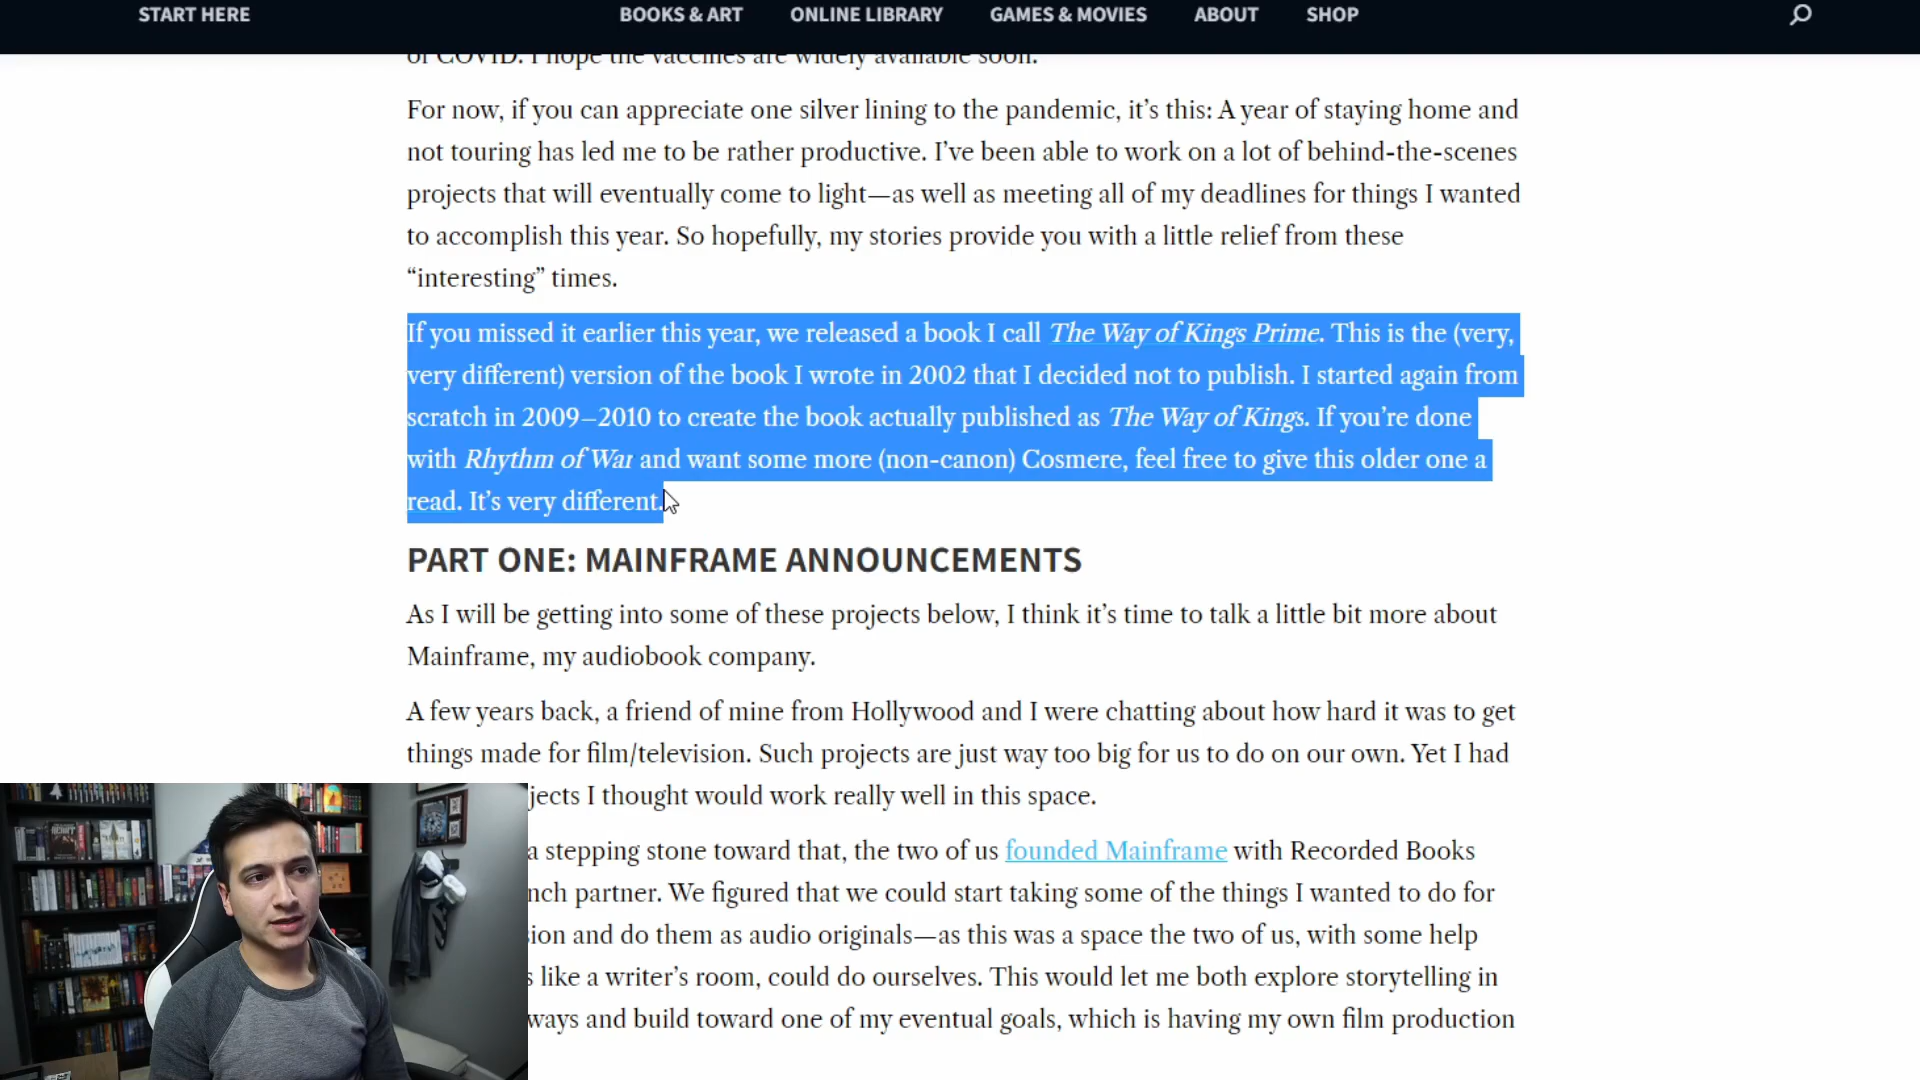 START HERE
BOOKS & ART
ONLINE LIBRARY
GAMES & MOVIES
ABOUT
SHOP
of COVID. I hope the vaccines are widely available soon.
For now, if you can appreciate one silver lining to the pandemic, it’s this: A year of staying home and
not touring has led me to be rather productive. I’ve been able to work on a lot of behind-the-scenes
projects that will eventually come to light—as well as meeting all of my deadlines for things I wanted
to accomplish this year. So hopefully, my stories provide you with a little relief from these
“interesting” times.
If you missed it earlier this year, we released a book I call The Way of Kings Prime. This is the (very,
very different) version of the book I wrote in 2002 that I decided not to publish. I started again from
scratch in 2009–2010 to create the book actually published as The Way of Kings. If you’re done
with Rhythm of War and want some more (non-canon) Cosmere, feel free to give this older one a
read. It’s very different.
PART ONE: MAINFRAME ANNOUNCEMENTS
As I will be getting into some of these projects below, I think it’s time to talk a little bit more about
Mainframe, my audiobook company.
A few years back, a friend of mine from Hollywood and I were chatting about how hard it was to get
things made for film/television. Such projects are just way too big for us to do on our own. Yet I had
jects I thought would work really well in this space.
a stepping stone toward that, the two of us founded Mainframe with Recorded Books
nch partner. We figured that we could start taking some of the things I wanted to do for
ion and do them as audio originals—as this was a space the two of us, with some help
s like a writer’s room, could do ourselves. This would let me both explore storytelling in
ways and build toward one of my eventual goals, which is having my own film production